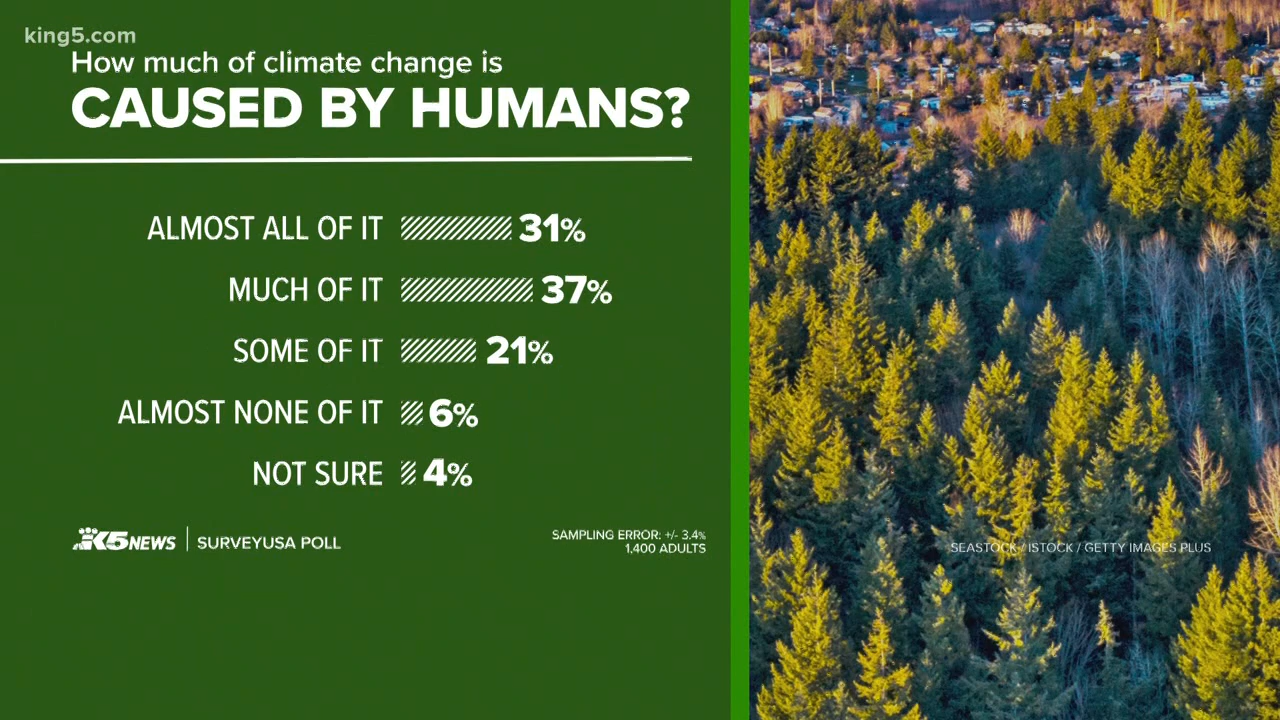 king5.com
How much of climate change is
CAUSED BY HUMANS?
ALMOST ALL OF IT 31%
MUCH OF IT 37%
SOME OF IT 21%
ALMOST NONE OF IT 6%
NOT SURE 4%
K5 NEWS | SURVEYUSA POLL
SAMPLING ERROR: +/- 3.4%
1,400 ADULTS
SEASTOCK / ISTOCK / GETTY IMAGES PLUS